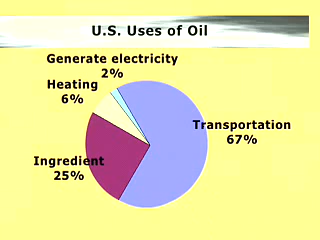 U.S. Uses of Oil
Generate electricity
2%
Heating
6%
Transportation
67%
Ingredient
25%